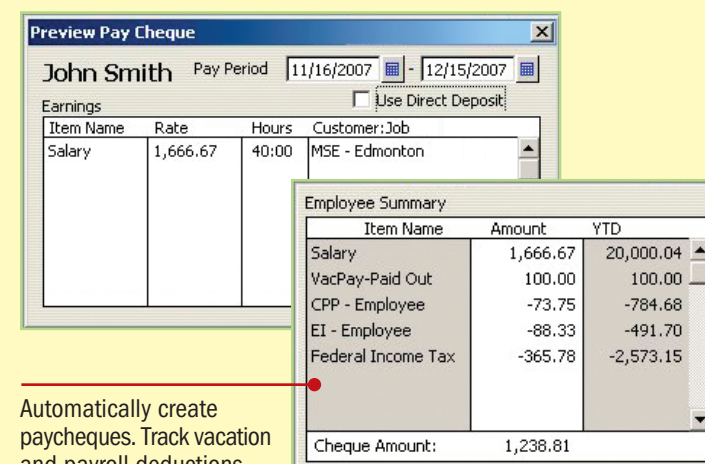 Preview Pay Cheque
John Smith Pay Period 11/16/2007 - 12/15/2007
Use Direct Deposit
Earnings
Item Name Rate Hours Customer:Job
Salary 1,666.67 40:00 MSE - Edmonton
Employee Summary
Item Name Amount YTD
Salary 1,666.67 20,000.04
VacPay-Paid Out 100.00 100.00
CPP - Employee -73.75 -784.68
EI - Employee -88.33 -491.70
Federal Income Tax -365.78 -2,573.15
Cheque Amount: 1,238.81
Automatically create
paycheques. Track vacation
and payroll deductions